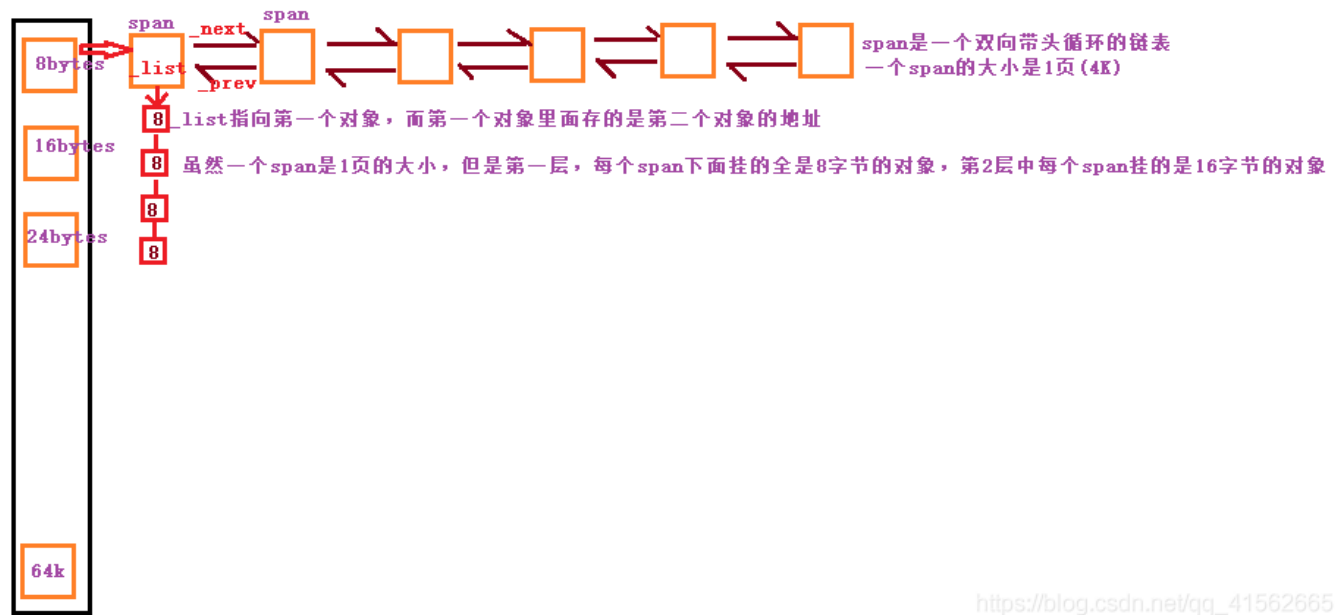 span
span
8bytes
_next
_list
_prev
span是一个双向带头循环的链表
一个span的大小是1页(4K)
8
_list指向第一个对象，而第一个对象里面存的是第二个对象的地址
16bytes
8
虽然一个span是1页的大小，但是第一层，每个span下面挂的全是8字节的对象，第2层中每个span挂的是16字节的对象
8
24bytes
8
64k
https://blog.csdn.net/qq_41562665